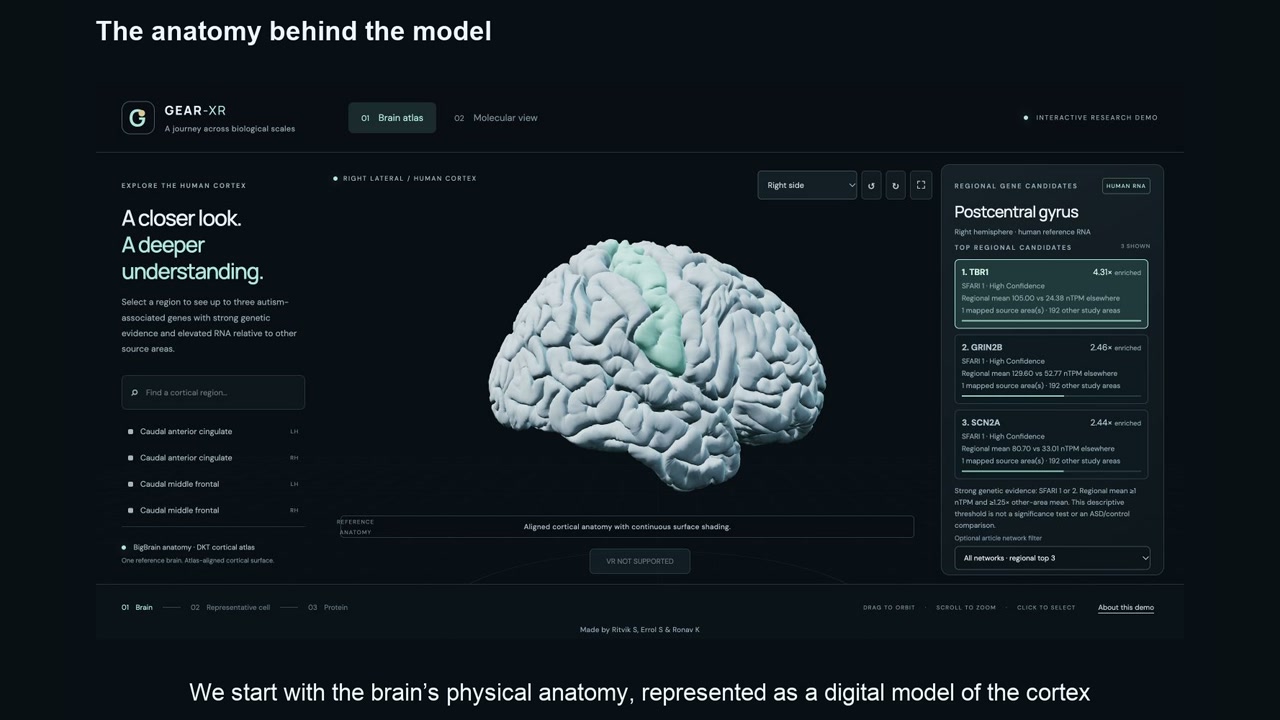 The anatomy behind the model
G
GEAR-XR
A journey across biological scales
01 Brain atlas
02 Molecular view
INTERACTIVE RESEARCH DEMO
EXPLORE THE HUMAN CORTEX
A closer look.
A deeper
understanding.
Select a region to see up to three autism-
associated genes with strong genetic
evidence and elevated RNA relative to other
source areas.
Find a cortical region...
Caudal anterior cingulate LH
Caudal anterior cingulate RH
Caudal middle frontal LH
Caudal middle frontal RH
BigBrain anatomy · DKT cortical atlas
One reference brain. Atlas-aligned cortical surface.
RIGHT LATERAL / HUMAN CORTEX
Right side
REFERENCE
ANATOMY
Aligned cortical anatomy with continuous surface shading.
VR NOT SUPPORTED
REGIONAL GENE CANDIDATES
HUMAN RNA
Postcentral gyrus
Right hemisphere · human reference RNA
TOP REGIONAL CANDIDATES 3 SHOWN
1. TBR1 4.31× enriched
SFARI 1 · High Confidence
Regional mean 105.00 vs 24.38 nTPM elsewhere
1 mapped source area(s) · 192 other study areas
2. GRIN2B 2.46× enriched
SFARI 1 · High Confidence
Regional mean 129.60 vs 52.77 nTPM elsewhere
1 mapped source area(s) · 192 other study areas
3. SCN2A 2.44× enriched
SFARI 1 · High Confidence
Regional mean 80.70 vs 33.01 nTPM elsewhere
1 mapped source area(s) · 192 other study areas
Strong genetic evidence: SFARI 1 or 2. Regional mean ≥1
nTPM and ≥1.25× other-area mean. This descriptive
threshold is not a significance test or an ASD/control
comparison.
Optional article network filter
All networks · regional top 3
01 Brain
02 Representative cell
03 Protein
DRAG TO ORBIT · SCROLL TO ZOOM · CLICK TO SELECT
About this demo
Made by Ritvik S, Errol S & Ronav K
We start with the brain’s physical anatomy, represented as a digital model of the cortex